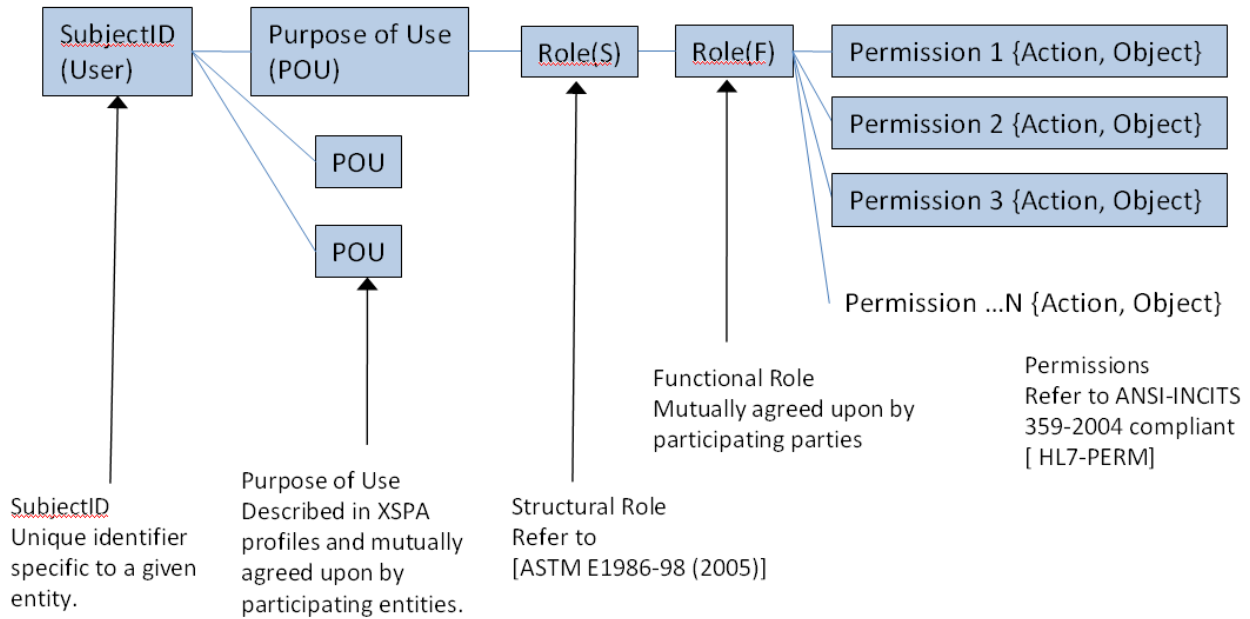 SubjectID
(User)
Purpose of Use
(POU)
Role(S)
Role(F)
Permission 1 {Action, Object}
Permission 2 {Action, Object}
Permission 3 {Action, Object}
Permission ...N {Action, Object}
POU
POU
SubjectID
Unique identifier
specific to a given
entity.
Purpose of Use
Described in XSPA
profiles and mutually
agreed upon by
participating entities.
Structural Role
Refer to
[ASTM E1986-98 (2005)]
Functional Role
Mutually agreed upon by
participating parties
Permissions
Refer to ANSI-INCITS
359-2004 compliant
[ HL7-PERM]